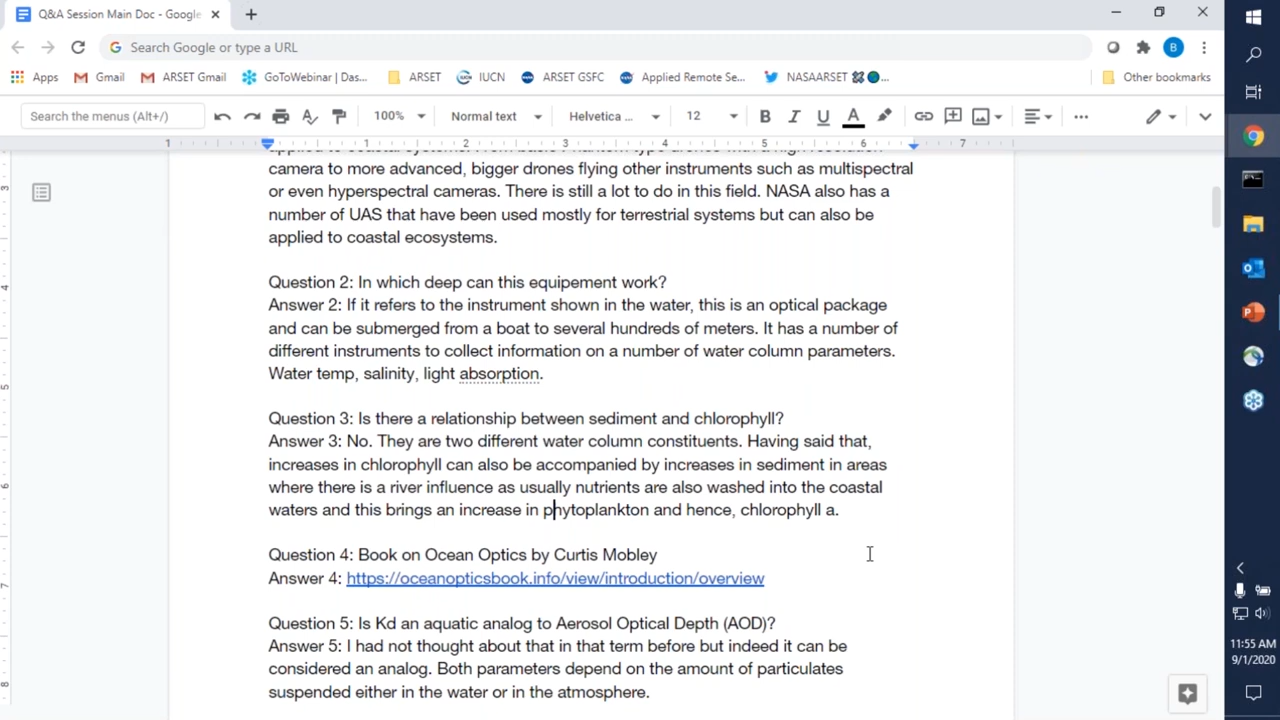 Q&A Session Main Doc - Google
Search Google or type a URL
Apps Gmail ARSET Gmail GoToWebinar | Das... ARSET IUCN ARSET GSFC Applied Remote Se... NASAARSET ... Other bookmarks
Search the menus (Alt+/) 100% Normal text Helvetica ... 12 B I U A
1 1 2 3 4 5 6 7
camera to more advanced, bigger drones flying other instruments such as multispectral
or even hyperspectral cameras. There is still a lot to do in this field. NASA also has a
number of UAS that have been used mostly for terrestrial systems but can also be
applied to coastal ecosystems.
Question 2: In which deep can this equipement work?
Answer 2: If it refers to the instrument shown in the water, this is an optical package
and can be submerged from a boat to several hundreds of meters. It has a number of
different instruments to collect information on a number of water column parameters.
Water temp, salinity, light absorption.
Question 3: Is there a relationship between sediment and chlorophyll?
Answer 3: No. They are two different water column constituents. Having said that,
increases in chlorophyll can also be accompanied by increases in sediment in areas
where there is a river influence as usually nutrients are also washed into the coastal
waters and this brings an increase in phytoplankton and hence, chlorophyll a.
Question 4: Book on Ocean Optics by Curtis Mobley
Answer 4: https://oceanopticsbook.info/view/introduction/overview
Question 5: Is Kd an aquatic analog to Aerosol Optical Depth (AOD)?
Answer 5: I had not thought about that in that term before but indeed it can be
considered an analog. Both parameters depend on the amount of particulates
suspended either in the water or in the atmosphere.
3
4
5
6
7
8
B
11:55 AM
9/1/2020